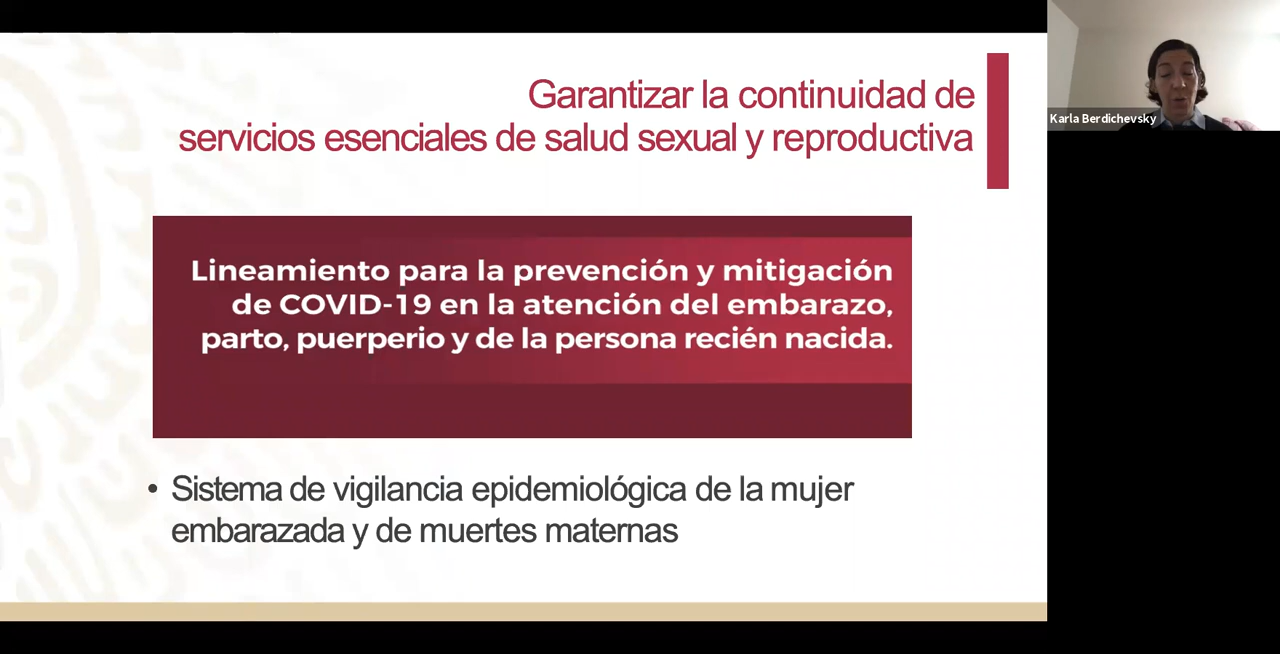 Garantizar la continuidad de
servicios esenciales de salud sexual y reproductiva
Karla Berdichevsky
Lineamiento para la prevención y mitigación
de COVID-19 en la atención del embarazo,
parto, puerperio y de la persona recién nacida.
• Sistema de vigilancia epidemiológica de la mujer
embarazada y de muertes maternas